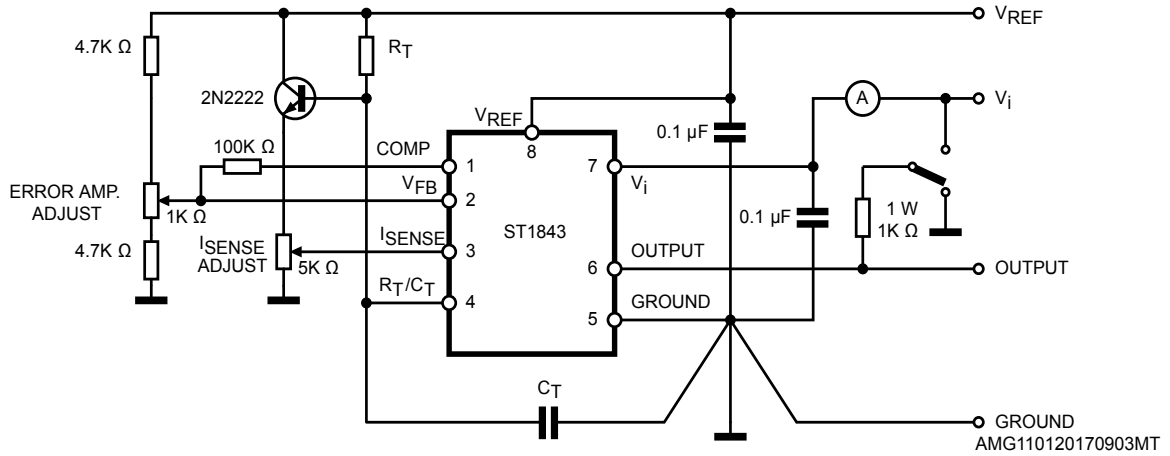 VREF
4.7K Ω
RT
2N2222
A
Vi
VREF
8
0.1 µF
100K Ω
COMP
1
7
Vi
VFB
2
ERROR AMP.
ADJUST
1K Ω
ST1843
0.1 µF
1 W
1K Ω
4.7K Ω
ISENSE
ADJUST
5K Ω
ISENSE
3
OUTPUT
6
OUTPUT
RT/CT
4
GROUND
5
CT
GROUND
AMG110120170903MT